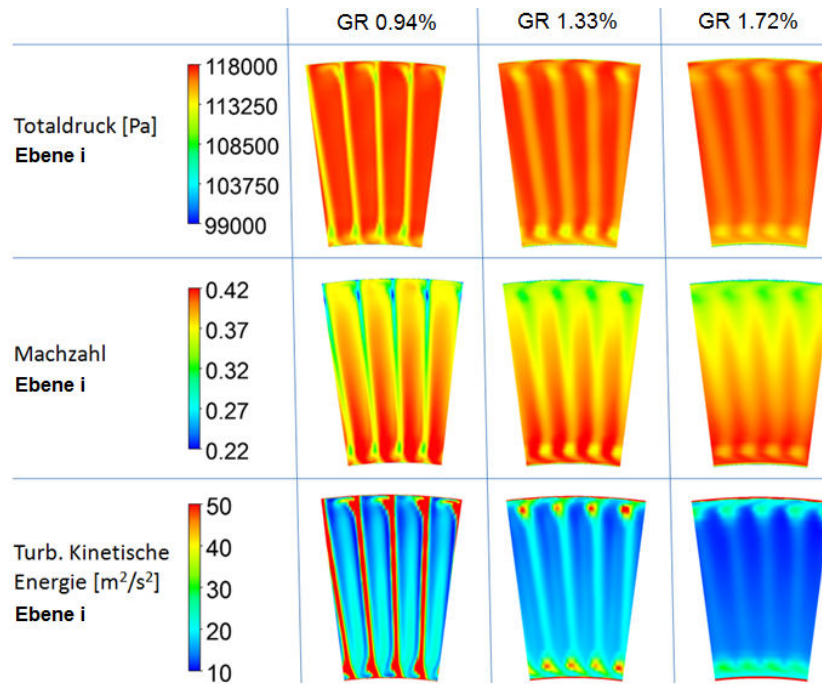 GR 0.94% GR 1.33% GR 1.72%
118000
113250
Totaldruck [Pa]
108500
Ebene i
103750
99000
0.42
0.37
Machzahl
0.32
Ebene i
0.27
0.22
50
40
Turb. Kinetische
30
Energie [m²/s²]
20
Ebene i
10